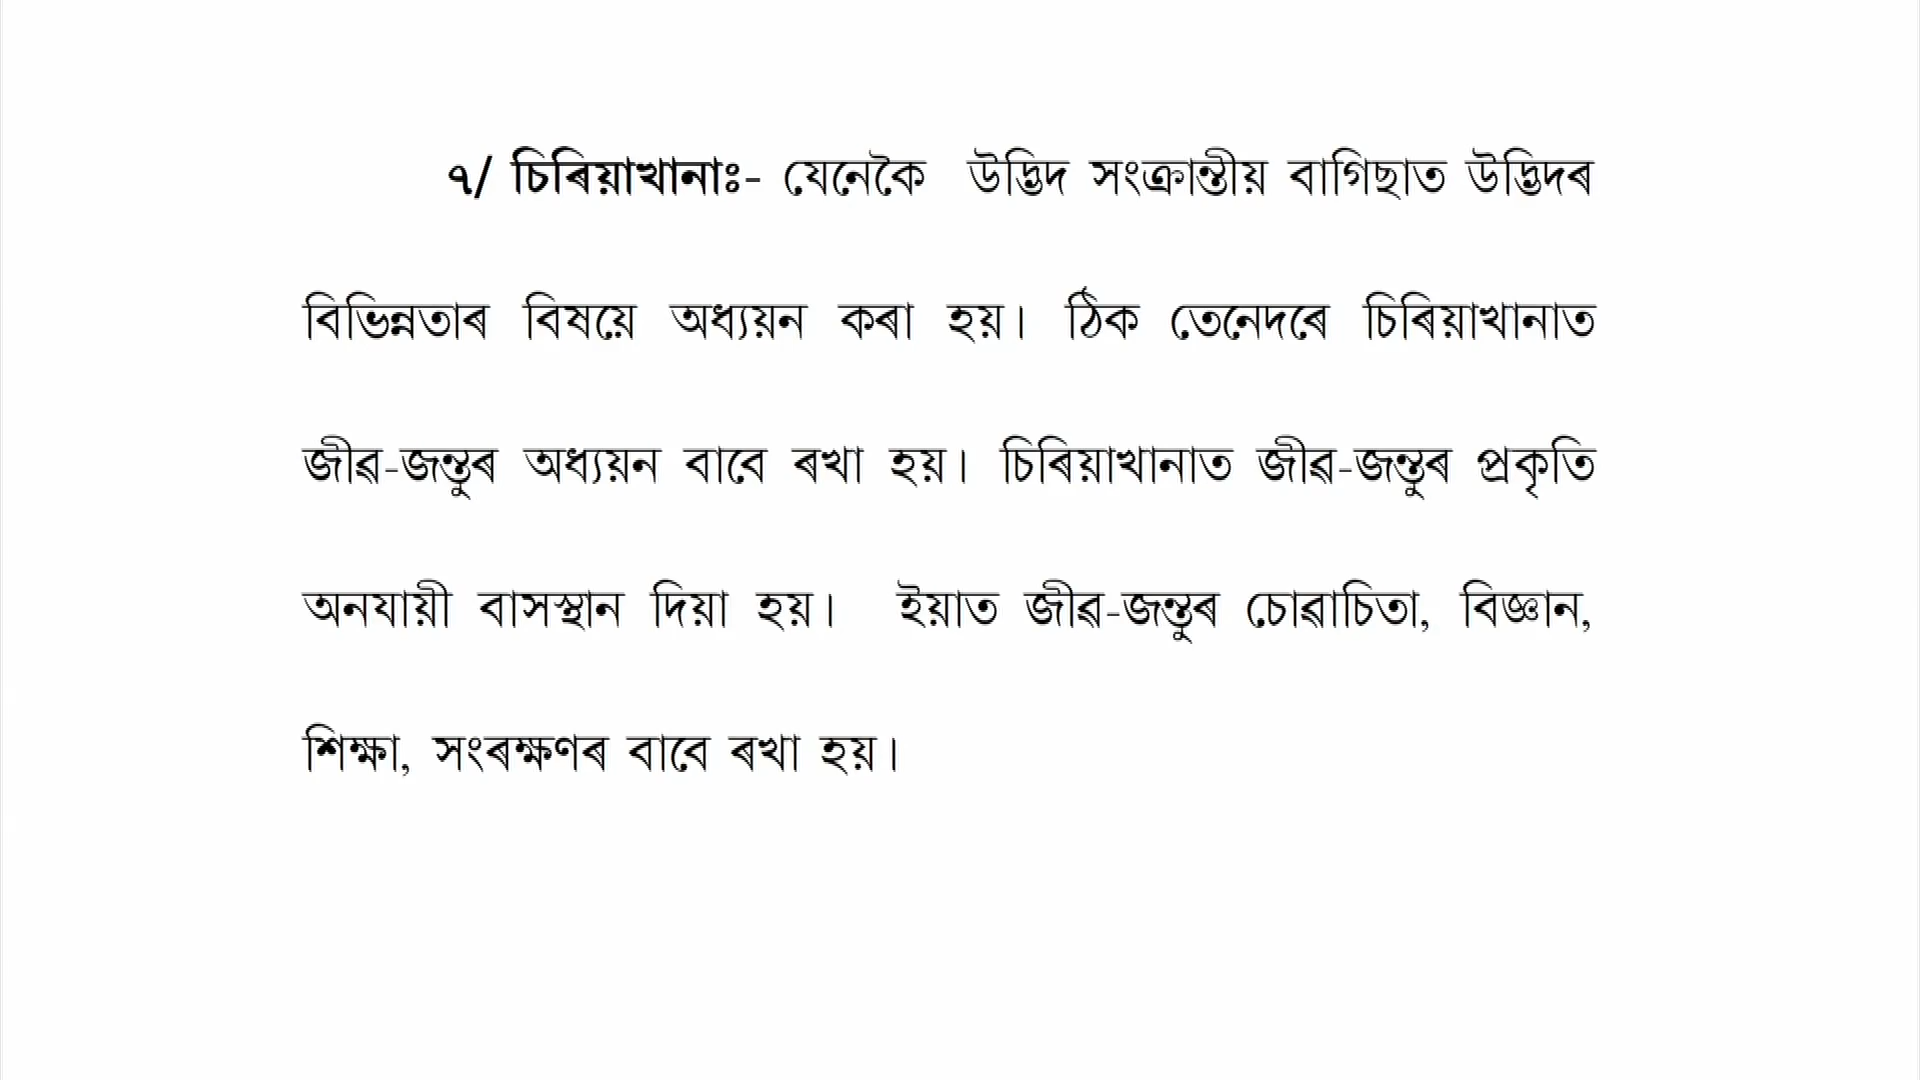 ৭/ চিৰিয়াখানাঃ- যেনেকৈ উদ্ভিদ সংক্ৰান্তীয় বাগিছাত উদ্ভিদৰ
বিভিন্নতাৰ বিষয়ে অধ্যয়ন কৰা হয়। ঠিক তেনেদৰে চিৰিয়াখানাত
জীৱ-জন্তুৰ অধ্যয়ন বাবে ৰখা হয়। চিৰিয়াখানাত জীৱ-জন্তুৰ প্ৰকৃতি
অনযায়ী বাসস্থান দিয়া হয়। ইয়াত জীৱ-জন্তুৰ চোৱাচিতা, বিজ্ঞান,
শিক্ষা, সংৰক্ষণৰ বাবে ৰখা হয়।